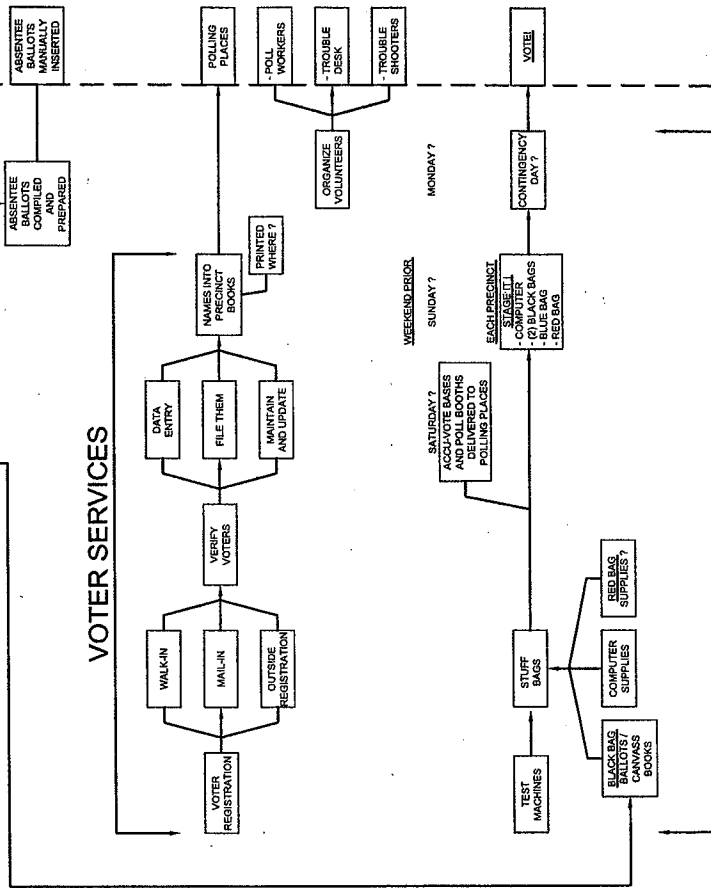 VOTER SERVICES
ABSENTEE
BALLOTS
COMPILED
AND
PREPARED
ABSENTEE
BALLOTS
MANUALLY
INSERTED
VOTER
REGISTRATION
WALK-IN
MAIL-IN
OUTSIDE
REGISTRATION
VERIFY
VOTERS
DATA
ENTRY
FILE THEM
MAINTAIN
AND UPDATE
NAMES INTO
PRECINCT
BOOKS
PRINTED
WHERE ?
POLLING
PLACES
ORGANIZE
VOLUNTEERS
- POLL
WORKERS
- TROUBLE
DESK
- TROUBLE
SHOOTERS
WEEKEND PRIOR
SATURDAY ?
SUNDAY ?
MONDAY ?
ACCU-VOTE BASES
AND POLL BOOTHS
DELIVERED TO
POLLING PLACES
TEST
MACHINES
STUFF
BAGS
EACH PRECINCT
STAGE IT !
- COMPUTER
- (2) BLACK BAGS
- BLUE BAG
- RED BAG
CONTINGENCY
DAY ?
VOTE!
BLACK BAG
BALLOTS /
CANVASS
BOOKS
COMPUTER
SUPPLIES
RED BAG
SUPPLIES ?